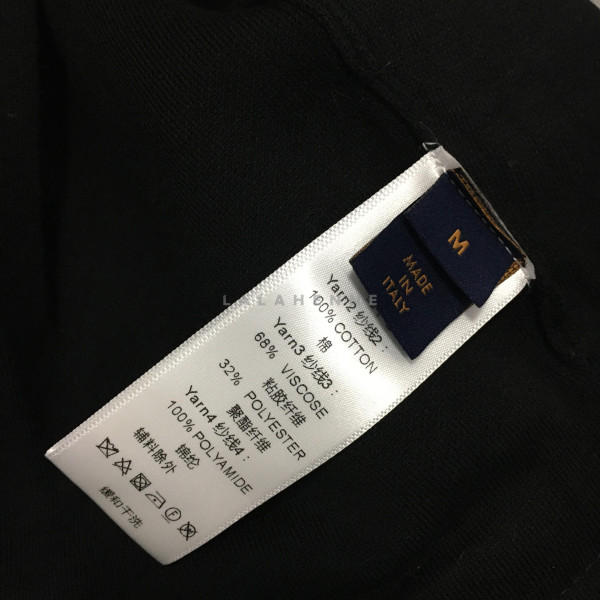 M
MADE
IN
ITALY
Yarn2 纱线2：
100% COTTON
棉
Yarn3 纱线3：
68% VISCOSE
粘胶纤维
32% POLYESTER
聚酯纤维
Yarn4 纱线4：
100% POLYAMIDE
锦纶
辅料除外
F
缓和干洗